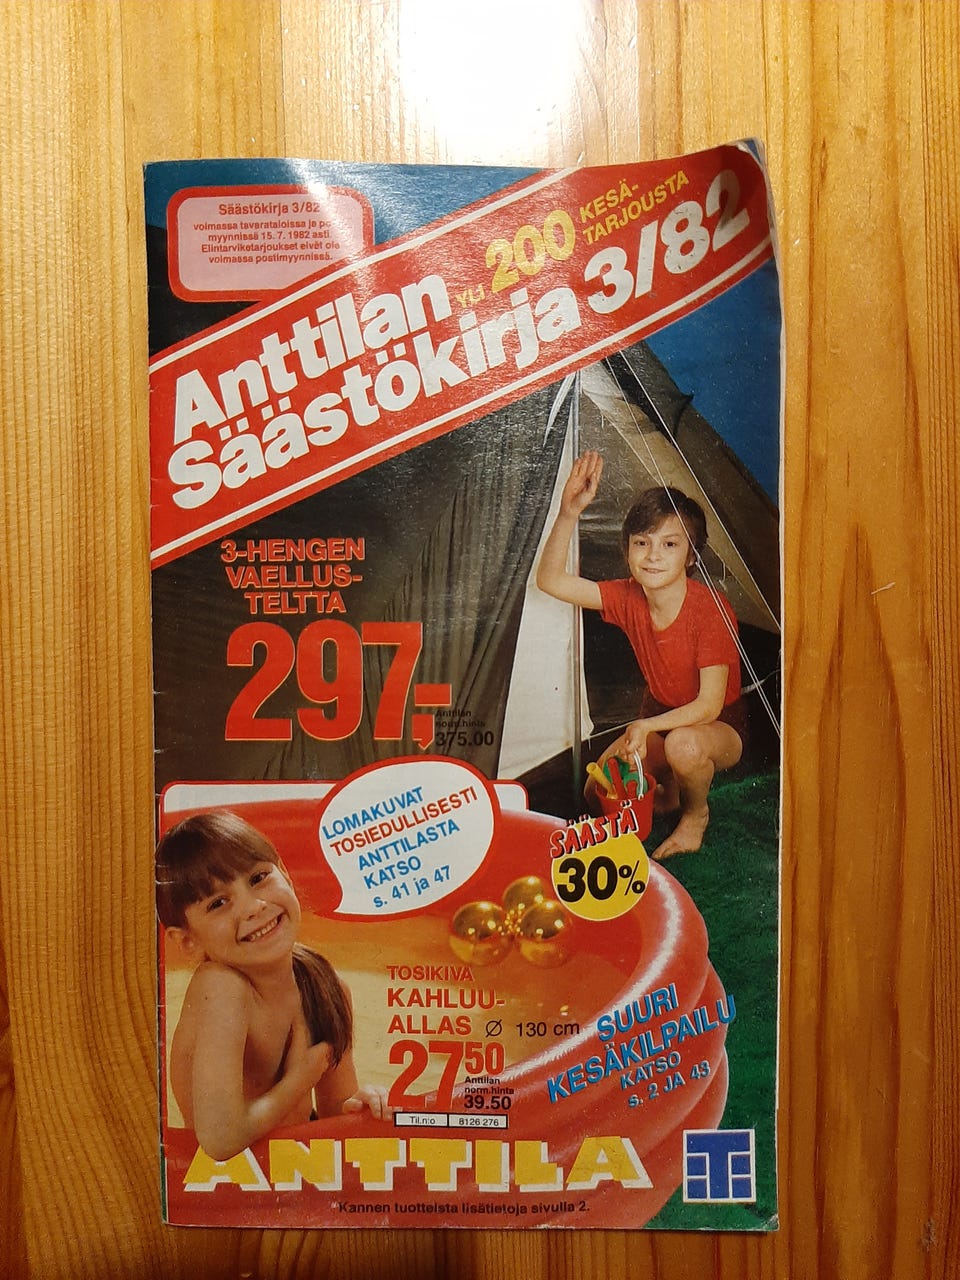 Säästökirja 3/82
voimassa tavarataloissa ja
myynnissä 15. 7. 1982 asti.
Elintarviketarjoukset eivät ole
voimassa postimyynnissä.
YLI 200 KESÄ-
TARJOUSTA
Anttilan
Säästökirja 3/82
3-HENGEN
VAELLUS-
TELTTA
297,-
Anttilan
norm.hinta
375.00
LOMAKUVAT
TOSIEDULLISESTI
ANTTILASTA
KATSO
s. 41 ja 47
SÄÄSTÄ
30%
TOSIKIVA
KAHLUU-
ALLAS Ø 130 cm
27 50
Anttilan
norm.hinta
39.50
Til.n:o 8126 276
SUURI
KESÄKILPAILU
KATSO
s. 2 JA 43
ANTTILA
Kannen tuotteista lisätietoja sivulla 2.